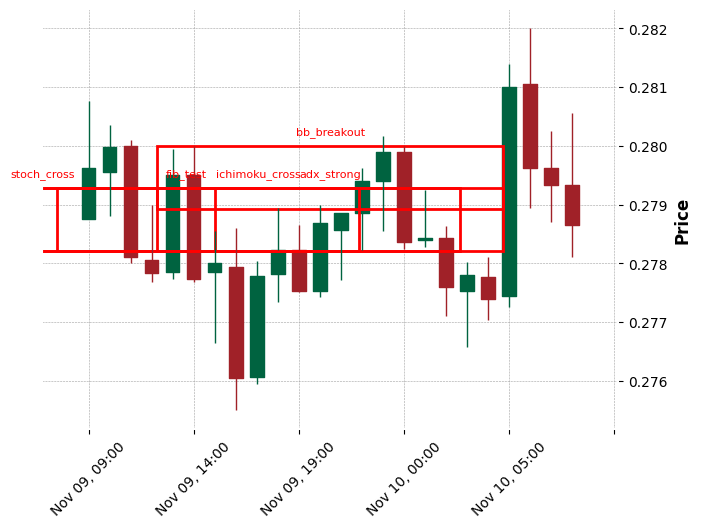 0.282
0.281
bb_breakout
0.280
stoch_cross
fib_test
ichimoku_cross
adx_strong
0.279
Price
0.278
0.277
0.276
Nov 09, 09:00
Nov 09, 14:00
Nov 09, 19:00
Nov 10, 00:00
Nov 10, 05:00